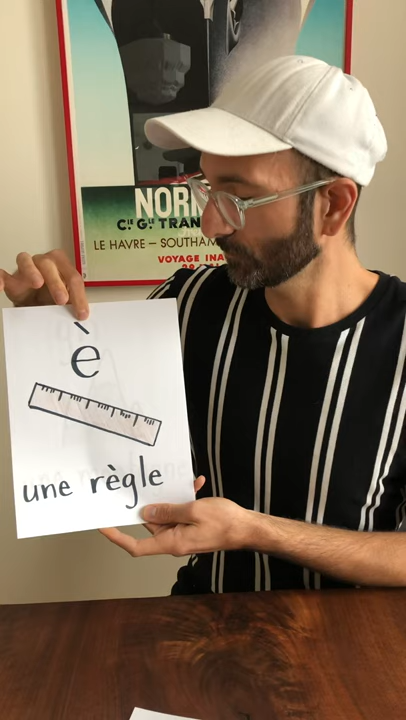 NORM
Cⁱᵉ Gˡᵉ TRAN
LE HAVRE – SOUTHAM
VOYAGE INA
è
une règle